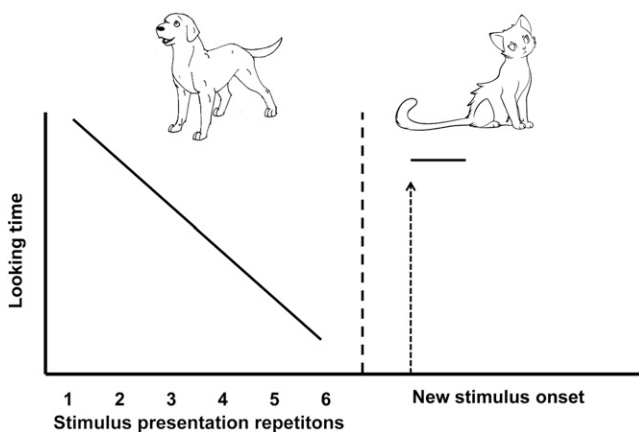 Looking time
1 2 3 4 5 6
Stimulus presentation repetitons
New stimulus onset